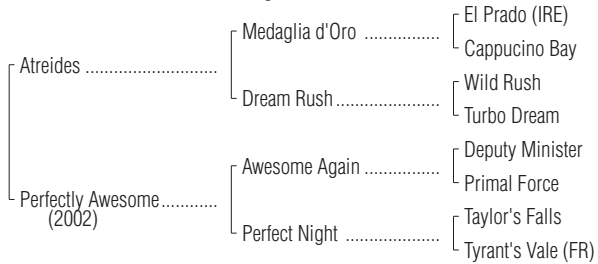 El Prado (IRE)
Medaglia d'Oro ................
Cappucino Bay
Atreides ............................
Wild Rush
Dream Rush......................
Turbo Dream
Deputy Minister
Awesome Again ................
Primal Force
Perfectly Awesome............
(2002)
Taylor's Falls
Perfect Night ....................
Tyrant's Vale (FR)